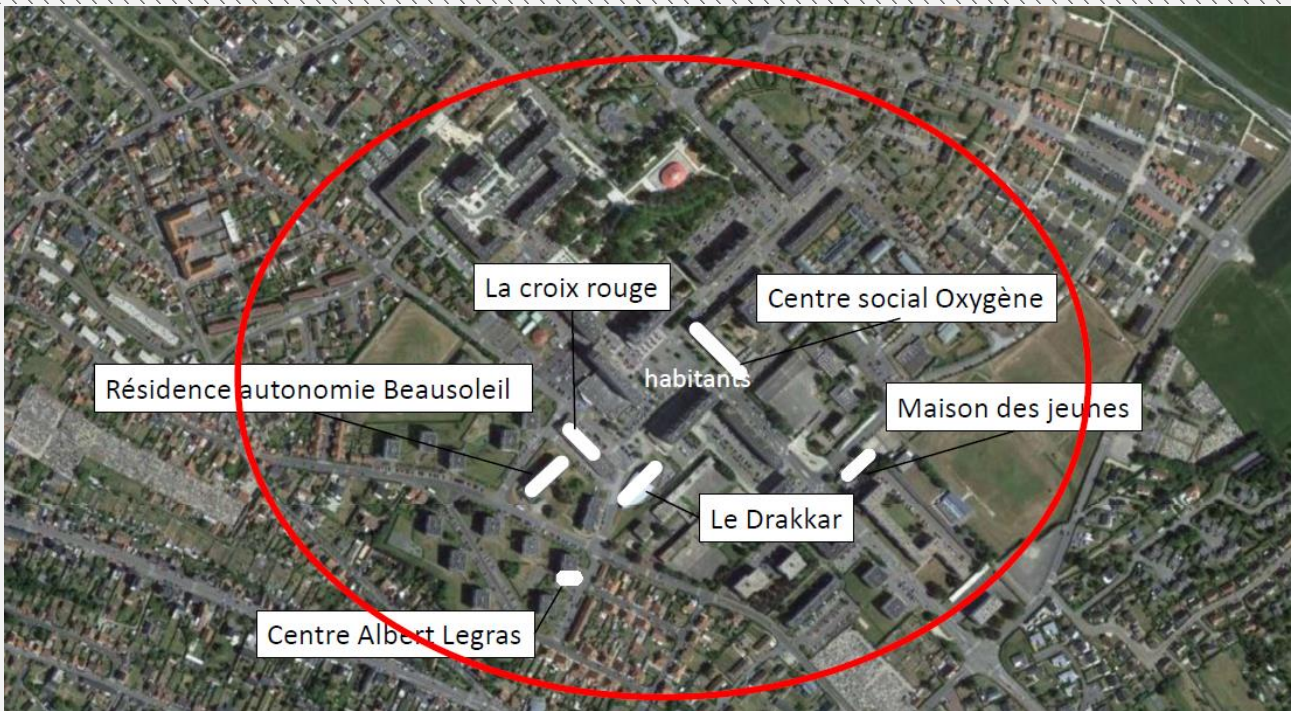 La croix rouge
Centre social Oxygène
habitants
Résidence autonomie Beausoleil
Maison des jeunes
Le Drakkar
Centre Albert Legras